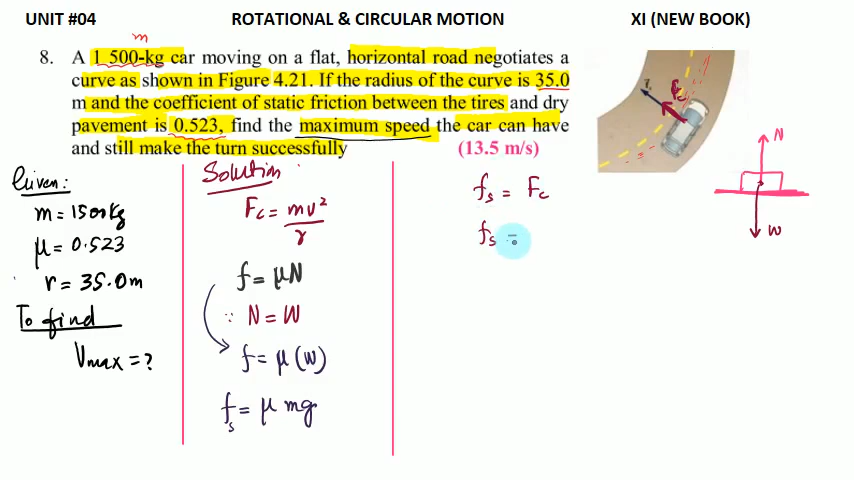 UNIT #04 ROTATIONAL & CIRCULAR MOTION XI (NEW BOOK)
m
8. A 1 500-kg car moving on a flat, horizontal road negotiates a
curve as shown in Figure 4.21. If the radius of the curve is 35.0
m and the coefficient of static friction between the tires and dry
pavement is 0.523, find the maximum speed the car can have
and still make the turn successfully (13.5 m/s)
Fc
N
W
Given:
m = 1500kg
μ = 0.523
r = 35.0m
To find
Vmax = ?
Solution
Fc = mv²/r
f = μN
∵ N = W
f = μ(W)
fs = μ mg
fs = Fc
fs =